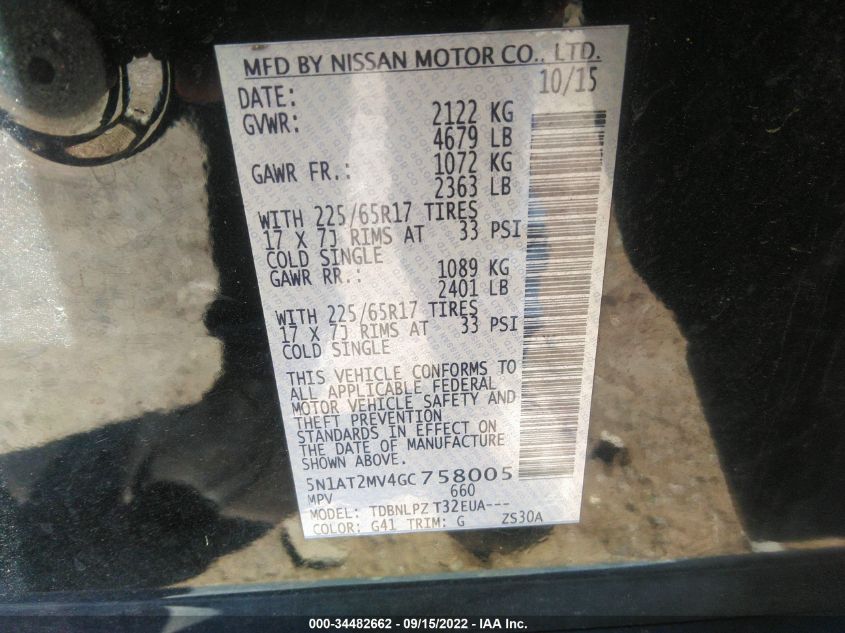 MFD BY NISSAN MOTOR CO., LTD.
DATE: 10/15
GVWR: 2122 KG
4679 LB
GAWR FR.: 1072 KG
2363 LB
WITH 225/65R17 TIRES
17 X 7J RIMS AT 33 PSI
COLD SINGLE
GAWR RR.: 1089 KG
2401 LB
WITH 225/65R17 TIRES
17 X 7J RIMS AT 33 PSI
COLD SINGLE
THIS VEHICLE CONFORMS TO
ALL APPLICABLE FEDERAL
MOTOR VEHICLE SAFETY AND
THEFT PREVENTION
STANDARDS IN EFFECT ON
THE DATE OF MANUFACTURE
SHOWN ABOVE.
5N1AT2MV4GC758005
MPV 660
MODEL: TDBNLPZ T32EUA---
COLOR: G41 TRIM: G ZS30A
000-34482662 - 09/15/2022 - IAA Inc.